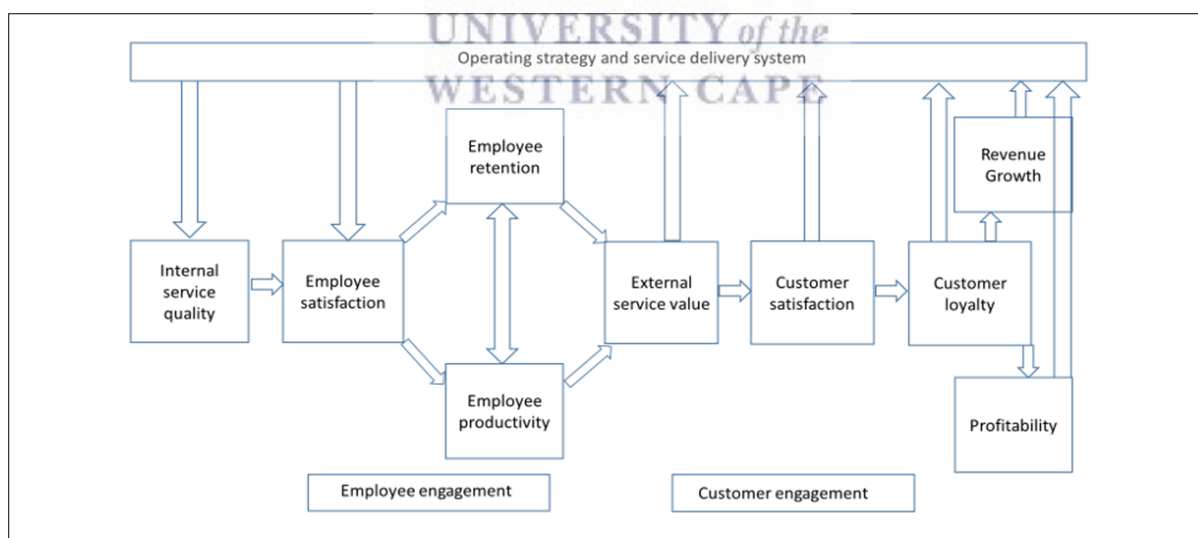 UNIVERSITY of the
Operating strategy and service delivery system
WESTERN CAPE
Employee
retention
Revenue
Growth
Internal
service
quality
Employee
satisfaction
External
service value
Customer
satisfaction
Customer
loyalty
Employee
productivity
Profitability
Employee engagement
Customer engagement